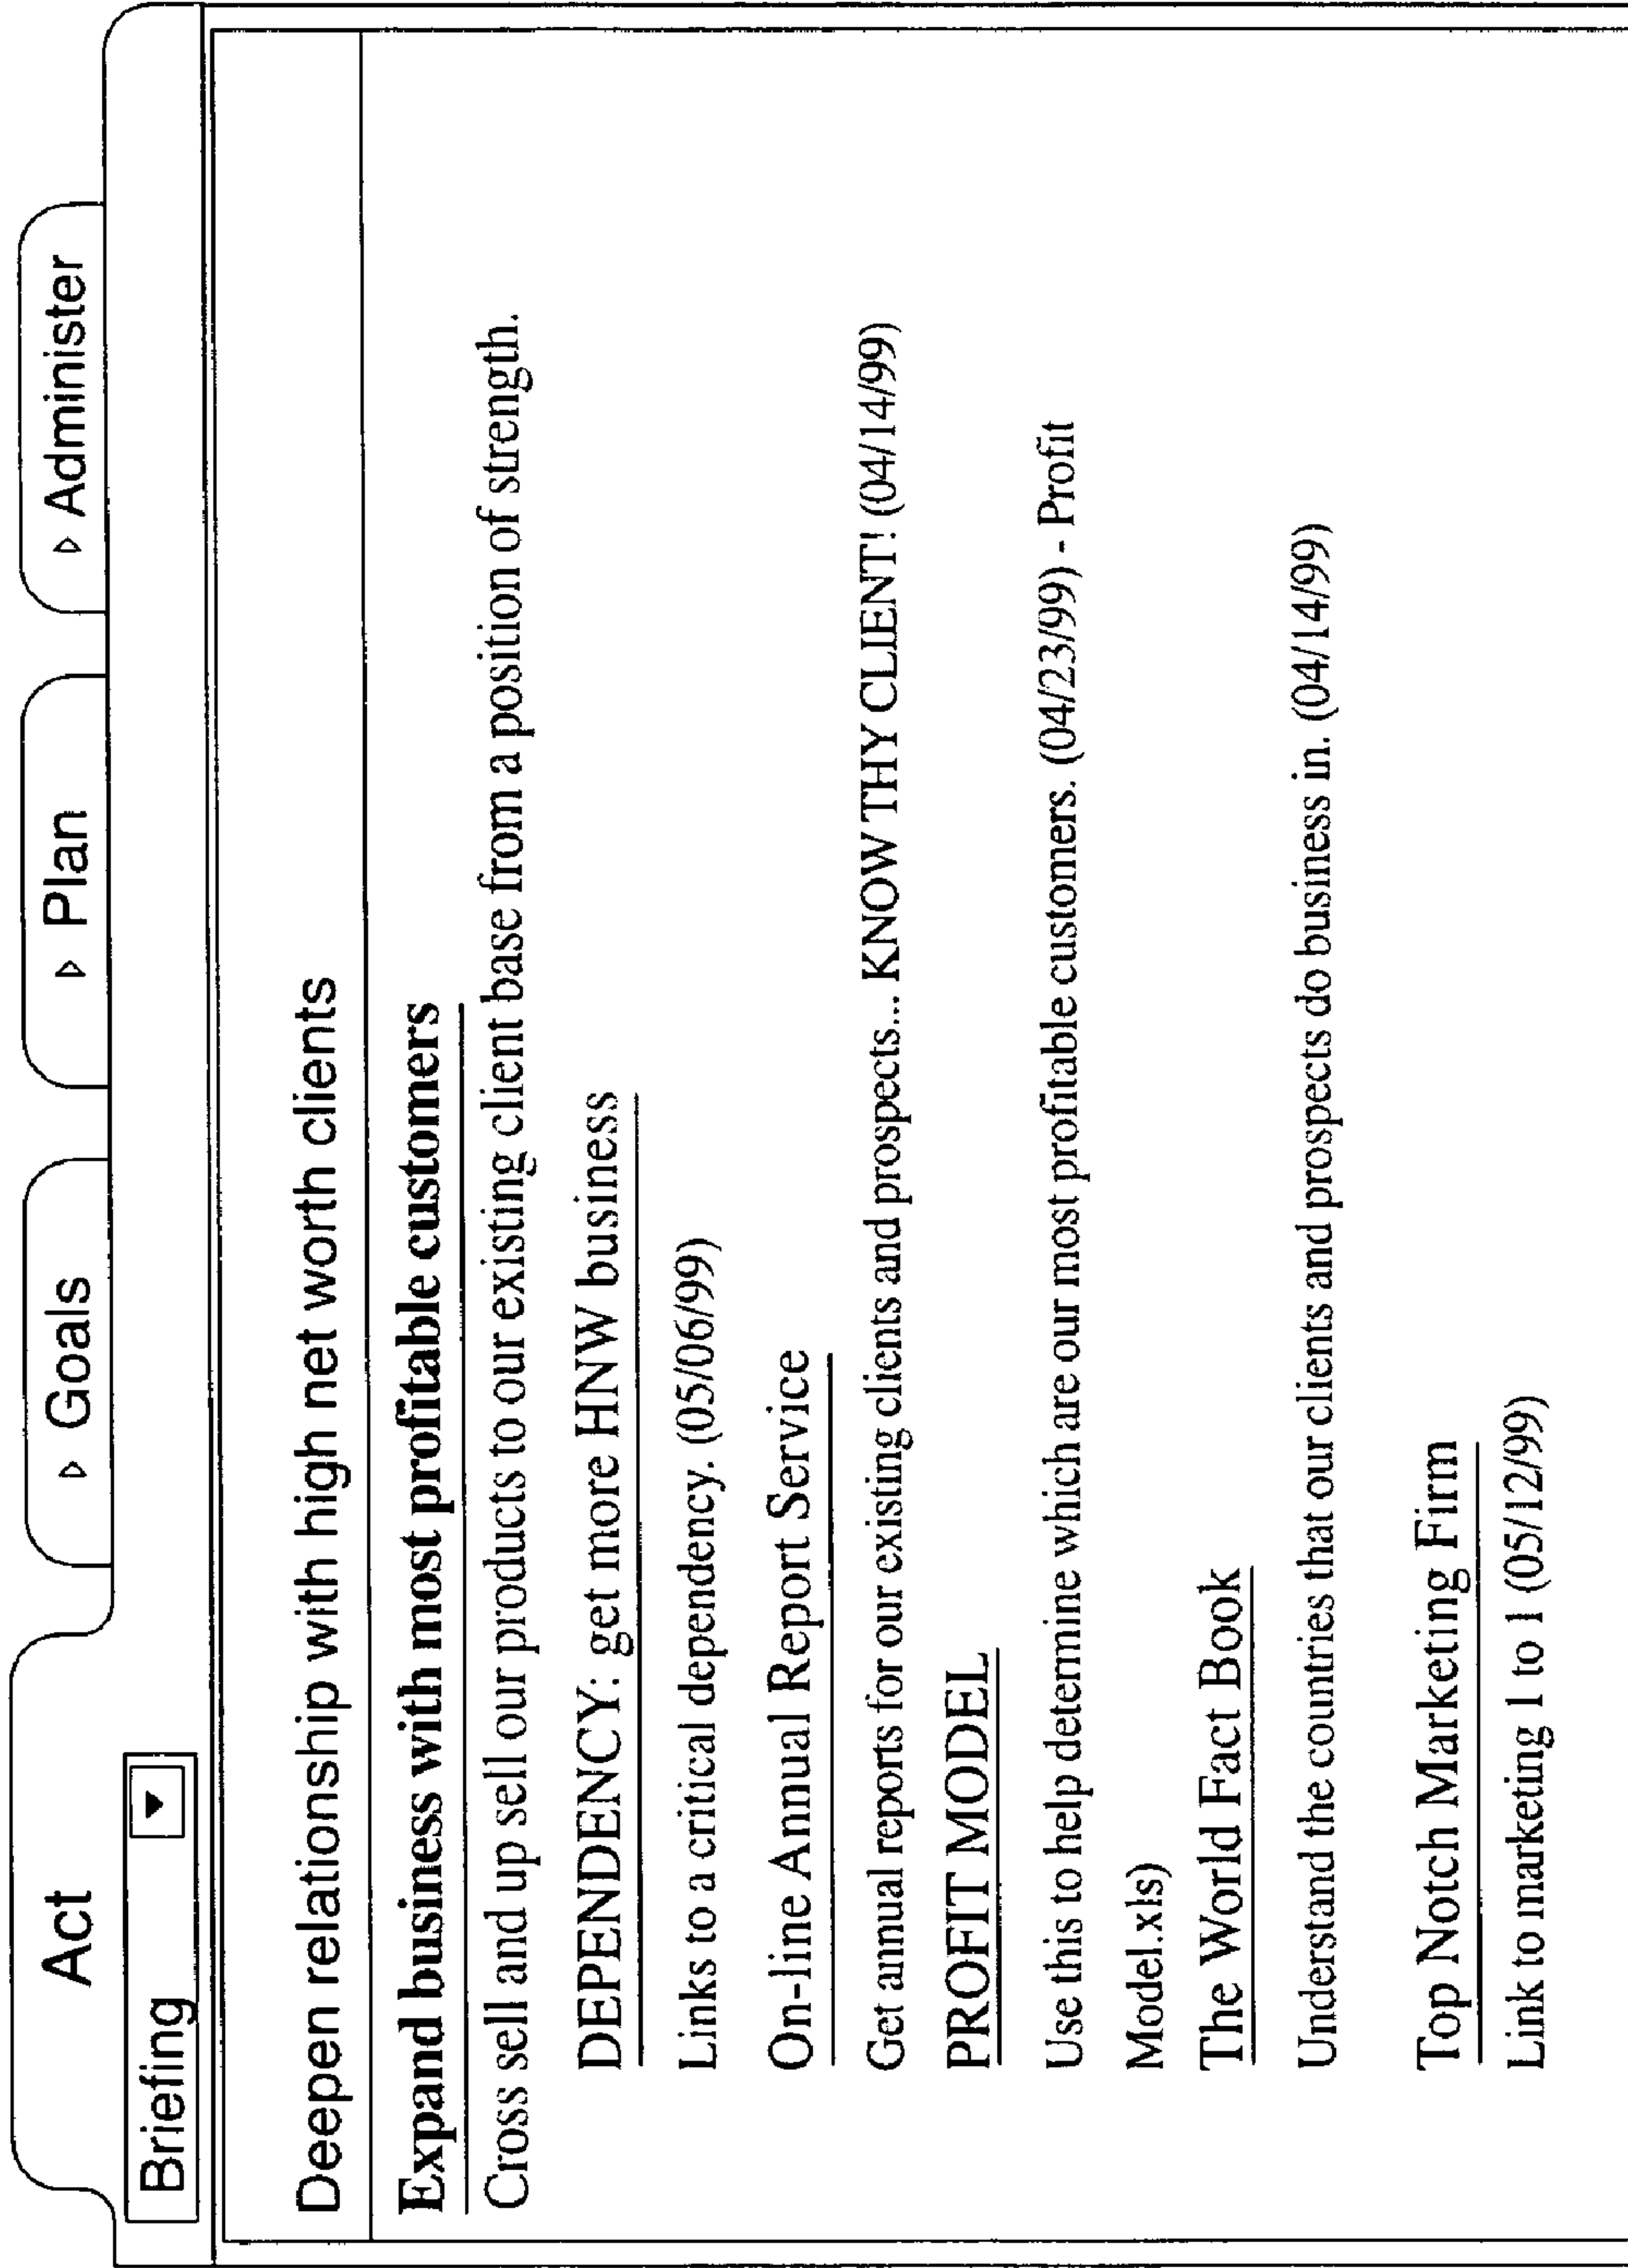 Act
▷ Goals
▷ Plan
▷ Administer
Briefing ▼
Deepen relationship with high net worth clients
Expand business with most profitable customers
Cross sell and up sell our products to our existing client base from a position of strength.
DEPENDENCY: get more HNW business
Links to a critical dependency. (05/06/99)
On-line Annual Report Service
Get annual reports for our existing clients and prospects... KNOW THY CLIENT! (04/14/99)
PROFIT MODEL
Use this to help determine which are our most profitable customers. (04/23/99) - Profit
Model.xls)
The World Fact Book
Understand the countries that our clients and prospects do business in. (04/14/99)
Top Notch Marketing Firm
Link to marketing 1 to 1 (05/12/99)